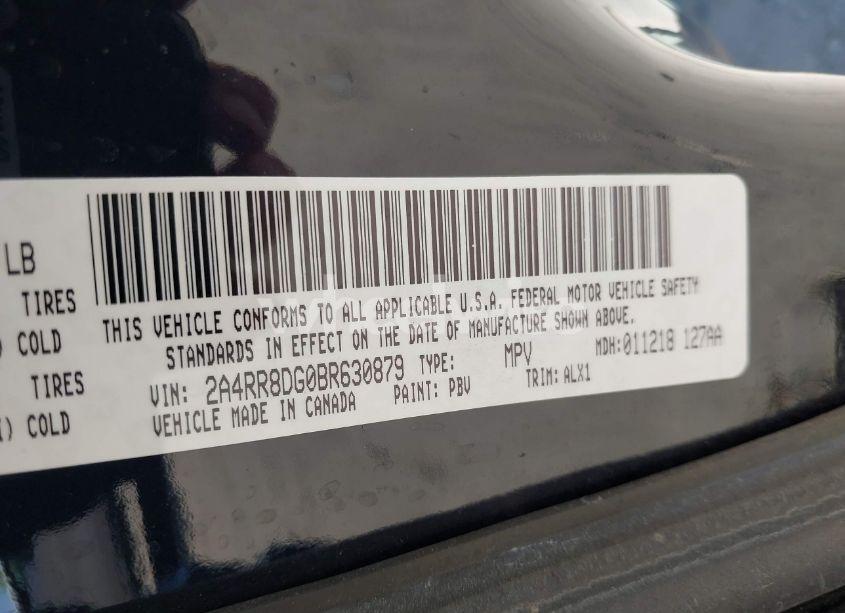 LB
TIRES
COLD
TIRES
) COLD
THIS VEHICLE CONFORMS TO ALL APPLICABLE U.S.A. FEDERAL MOTOR VEHICLE SAFETY
STANDARDS IN EFFECT ON THE DATE OF MANUFACTURE SHOWN ABOVE.
VIN: 2A4RR8DG0BR630879 TYPE: MPV MDH:011218 127AA
VEHICLE MADE IN CANADA PAINT: PBV TRIM: ALX1